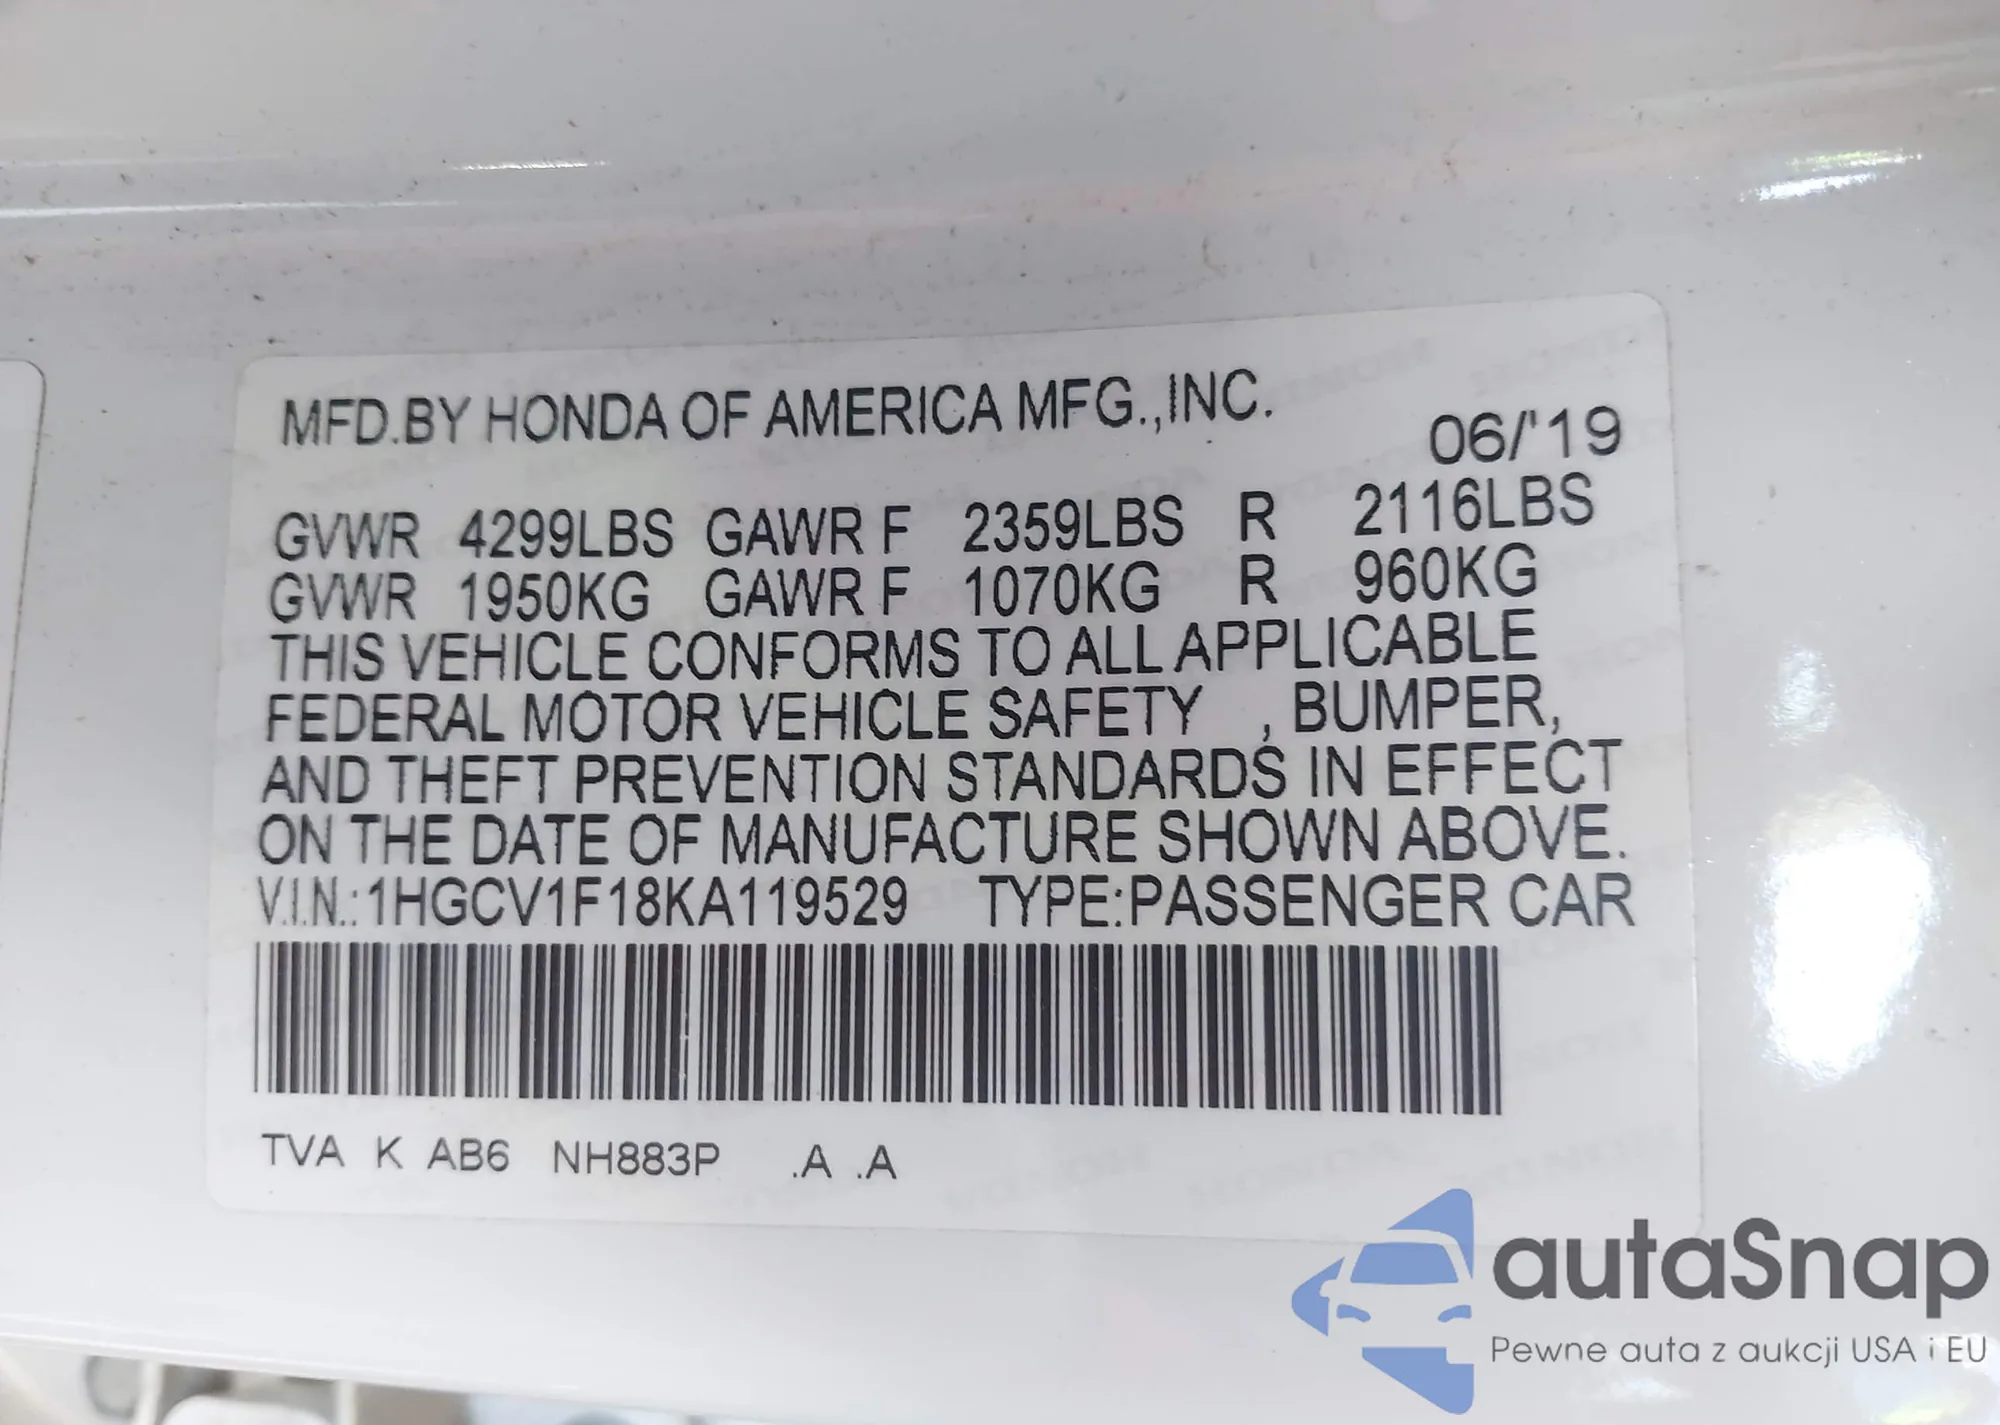 MFD.BY HONDA OF AMERICA MFG.,INC.
06/'19
GVWR 4299LBS GAWR F 2359LBS R 2116LBS
GVWR 1950KG GAWR F 1070KG R 960KG
THIS VEHICLE CONFORMS TO ALL APPLICABLE
FEDERAL MOTOR VEHICLE SAFETY , BUMPER,
AND THEFT PREVENTION STANDARDS IN EFFECT
ON THE DATE OF MANUFACTURE SHOWN ABOVE.
V.I.N.:1HGCV1F18KA119529 TYPE:PASSENGER CAR
TVA K AB6 NH883P .A .A
autaSnap
Pewne auta z aukcji USA i EU